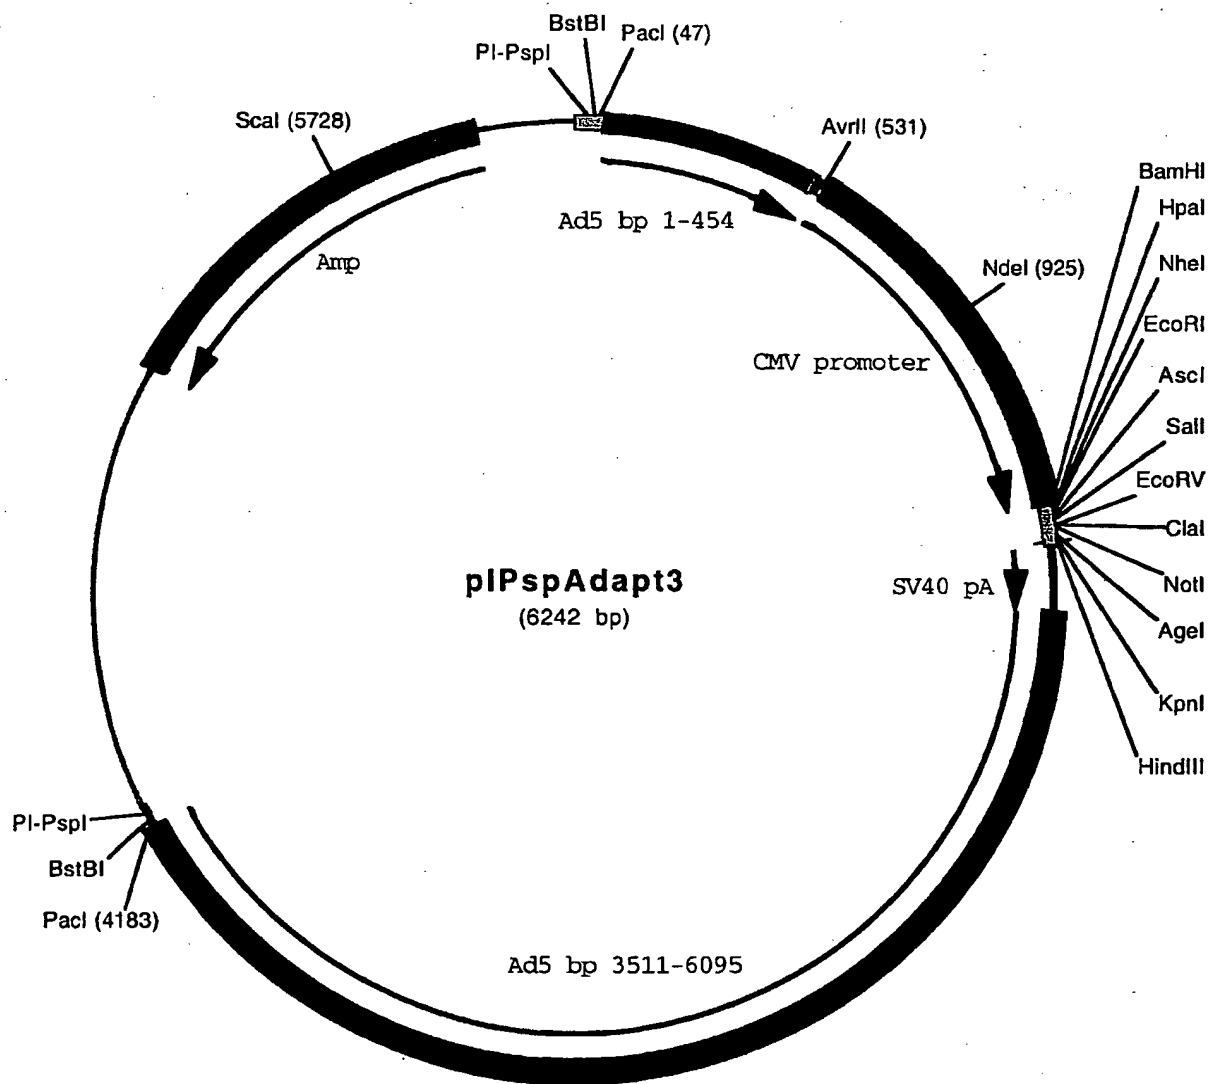 BstBI
PacI (47)
PI-PspI
ScaI (5728)
AvrII (531)
BamHI
HpaI
Ad5 bp 1-454
Amp
NheI
NdeI (925)
EcoRI
CMV promoter
AscI
SalI
EcoRV
ClaI
pIPspAdapt3
(6242 bp)
SV40 pA
NotI
AgeI
KpnI
HindIII
PI-PspI
BstBI
PacI (4183)
Ad5 bp 3511-6095